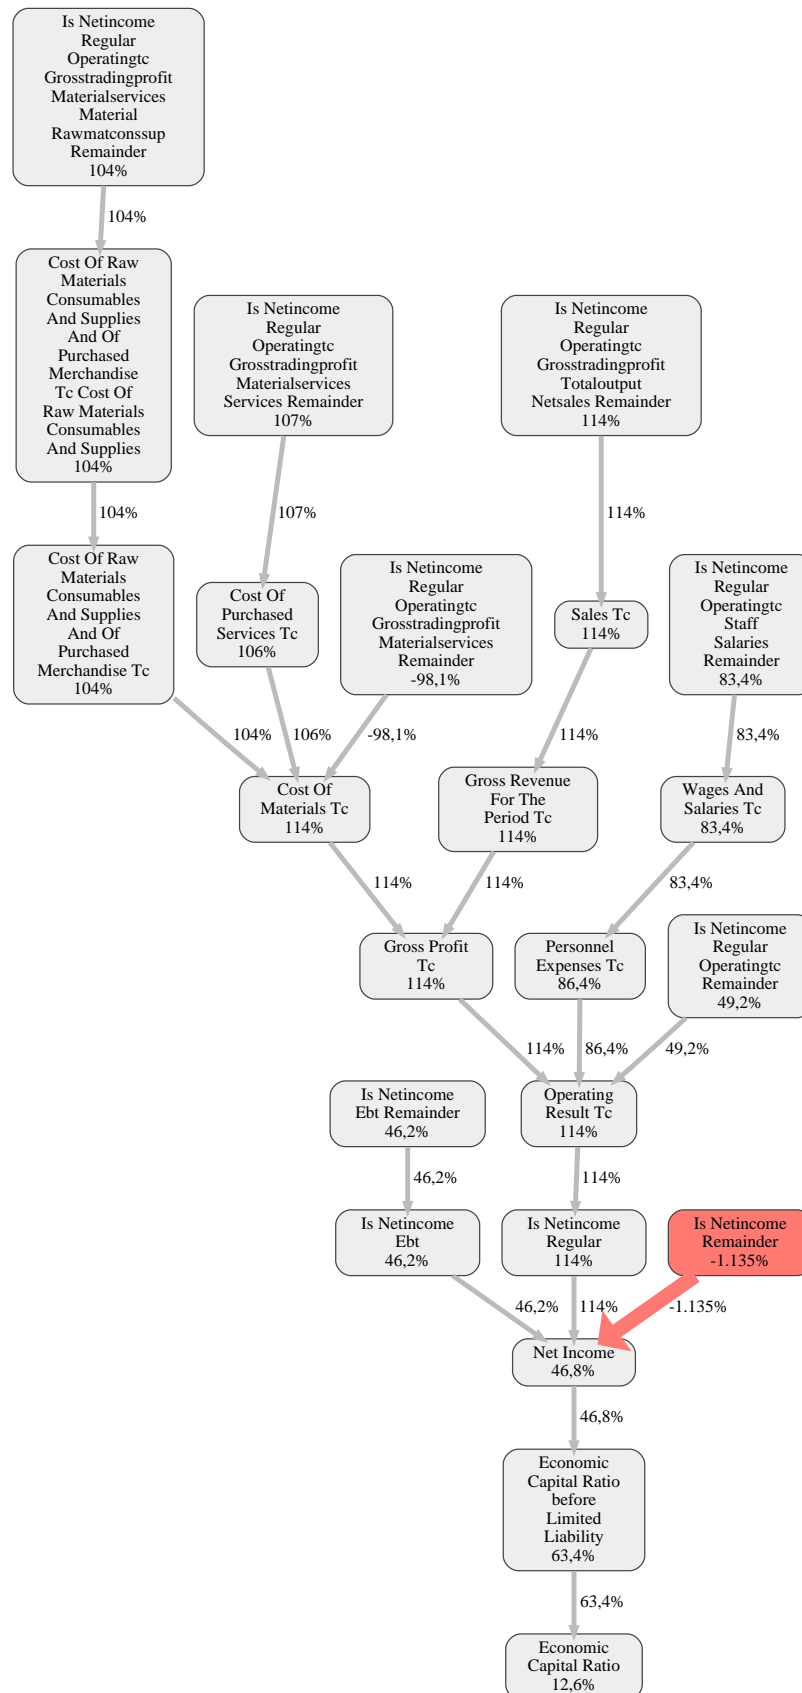 Is Netincome
Regular
Operatingtc
Grosstradingprofit
Materialservices
Material
Rawmatconssup
Remainder
104%
104%
Cost Of Raw
Materials
Consumables
And Supplies
And Of
Purchased
Merchandise
Tc Cost Of
Raw Materials
Consumables
And Supplies
104%
Is Netincome
Regular
Operatingtc
Grosstradingprofit
Materialservices
Services Remainder
107%
Is Netincome
Regular
Operatingtc
Grosstradingprofit
Totaloutput
Netsales Remainder
114%
104%
107%
114%
Cost Of Raw
Materials
Consumables
And Supplies
And Of
Purchased
Merchandise Tc
104%
Cost Of
Purchased
Services Tc
106%
Is Netincome
Regular
Operatingtc
Grosstradingprofit
Materialservices
Remainder
-98,1%
Sales Tc
114%
Is Netincome
Regular
Operatingtc
Staff
Salaries
Remainder
83,4%
104%
106%
-98,1%
114%
83,4%
Cost Of
Materials Tc
114%
Gross Revenue
For The
Period Tc
114%
Wages And
Salaries Tc
83,4%
114%
114%
83,4%
Gross Profit
Tc
114%
Personnel
Expenses Tc
86,4%
Is Netincome
Regular
Operatingtc
Remainder
49,2%
114%
86,4%
49,2%
Is Netincome
Ebt Remainder
46,2%
Operating
Result Tc
114%
46,2%
114%
Is Netincome
Ebt
46,2%
Is Netincome
Regular
114%
Is Netincome
Remainder
-1.135%
46,2%
114%
-1.135%
Net Income
46,8%
46,8%
Economic
Capital Ratio
before
Limited
Liability
63,4%
63,4%
Economic
Capital Ratio
12,6%